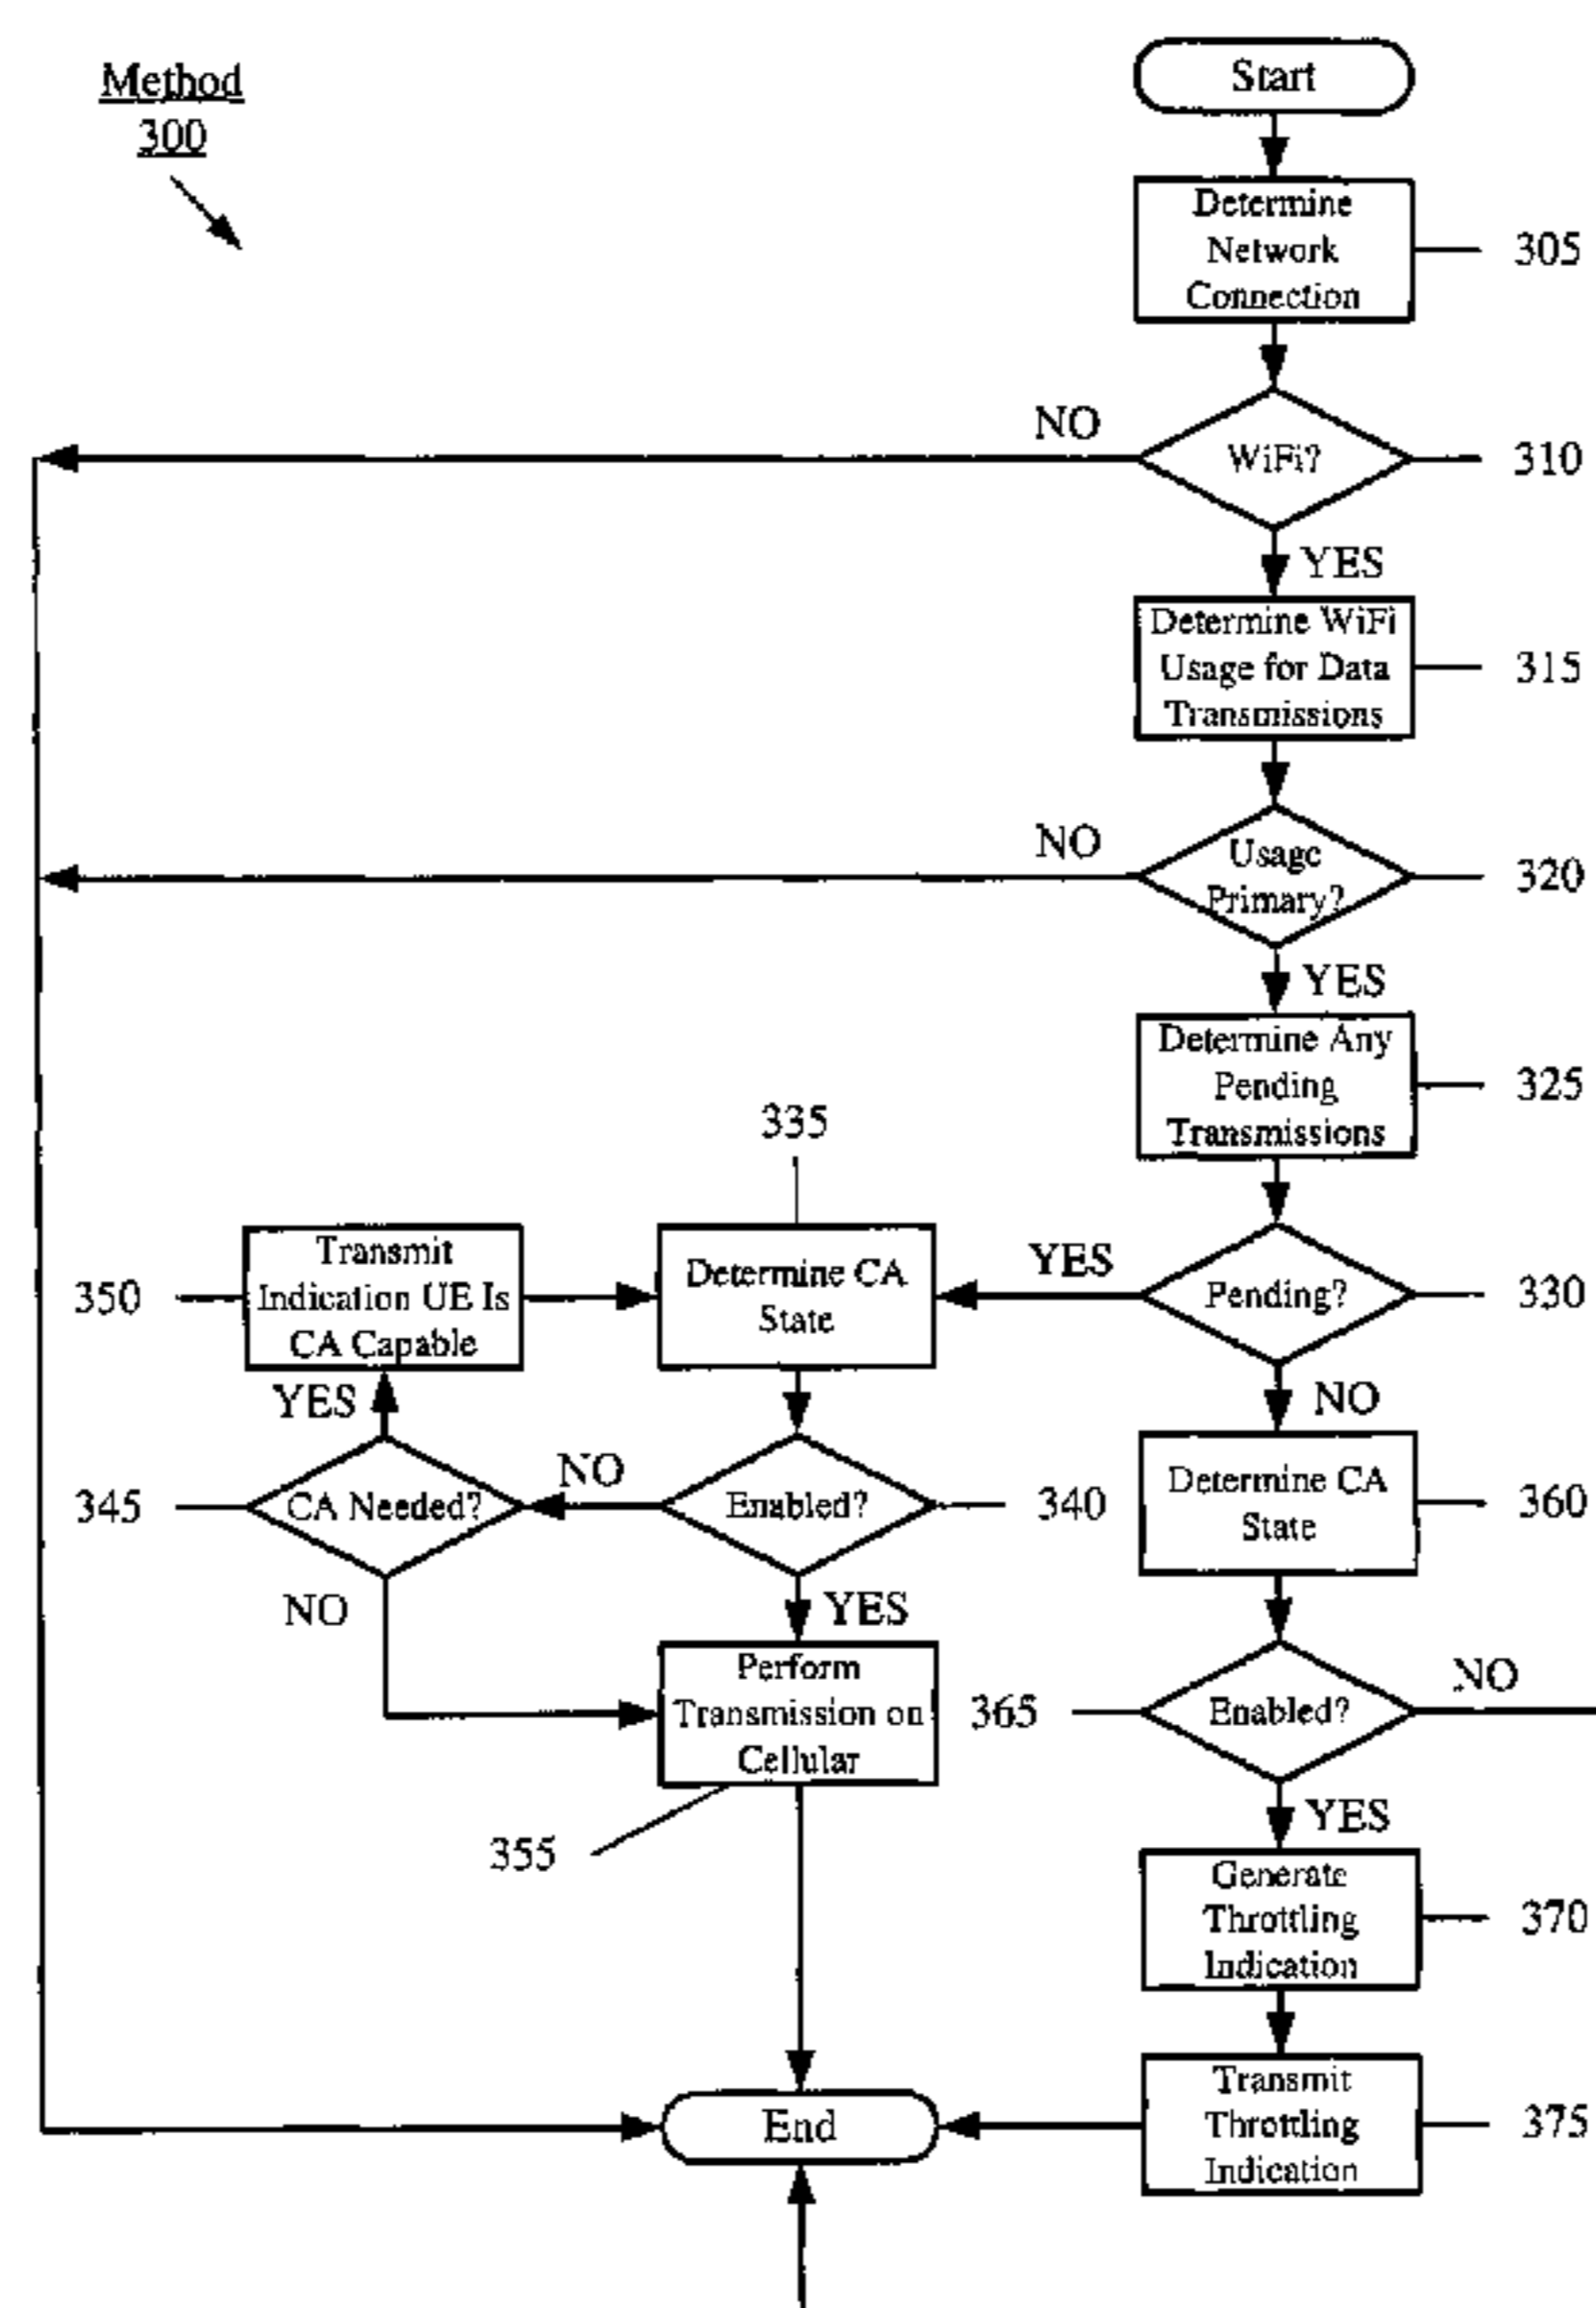 Method
300
Start
Determine
Network
Connection
305
NO
WiFi?
310
YES
Determine WiFi
Usage for Data
Transmissions
315
NO
Usage
Primary?
320
YES
Determine Any
Pending
Transmissions
325
335
350
Transmit
Indication UE Is
CA Capable
Determine CA
State
YES
Pending?
330
YES
NO
345
CA Needed?
NO
Enabled?
340
Determine CA
State
360
NO
YES
Perform
Transmission on
Cellular
355
365
Enabled?
NO
YES
Generate
Throttling
Indication
370
End
Transmit
Throttling
Indication
375